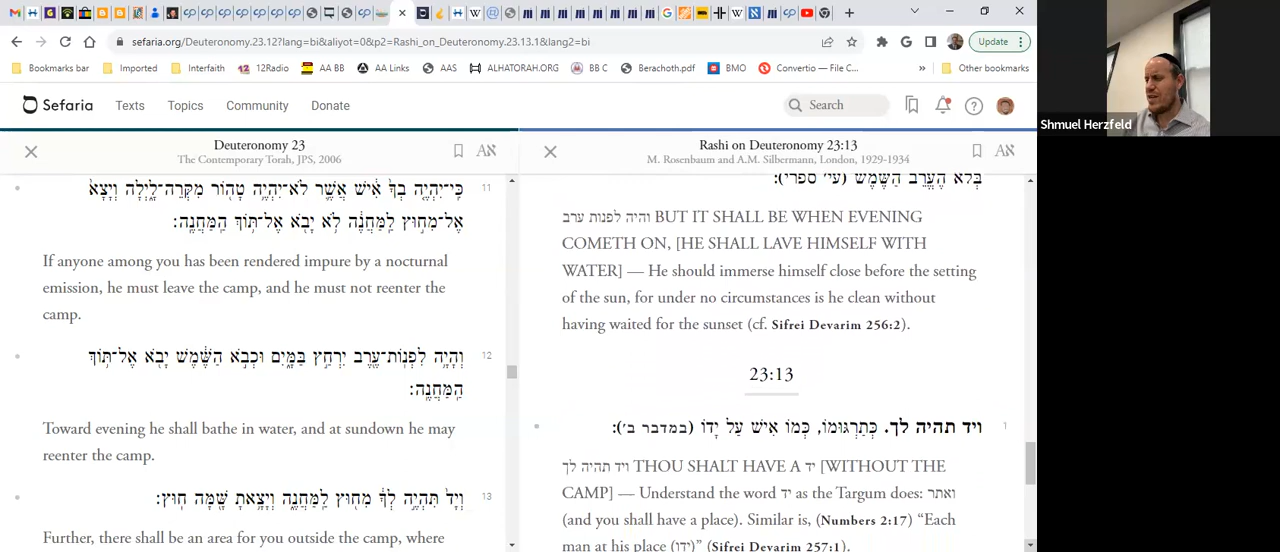 sefaria.org/Deuteronomy.23.12?lang=bi&aliyot=0&p2=Rashi_on_Deuteronomy.23.13.1&lang2=bi
Update
Bookmarks bar
Imported
Interfaith
12Radio
AA BB
AA Links
AAS
ALHATORAH.ORG
BB C
Berachoth.pdf
BMO
Convertio — File C...
»
Other bookmarks
Sefaria
Texts
Topics
Community
Donate
Search
Shmuel Herzfeld
Deuteronomy 23
The Contemporary Torah, JPS, 2006
11
כִּֽי־יִהְיֶ֤ה בְךָ֙ אִ֔ישׁ אֲשֶׁ֛ר לֹא־יִהְיֶ֥ה טָה֖וֹר מִקְּרֵה־לָ֑יְלָה וְיָצָא֙
אֶל־מִח֣וּץ לַֽמַּחֲנֶ֔ה לֹ֥א יָבֹ֖א אֶל־תּ֥וֹךְ הַֽמַּחֲנֶֽה׃
If anyone among you has been rendered impure by a nocturnal
emission, he must leave the camp, and he must not reenter the
camp.
12
וְהָיָ֥ה לִפְנֽוֹת־עֶ֖רֶב יִרְחַ֣ץ בַּמָּ֑יִם וּכְבֹ֣א הַשֶּׁ֔מֶשׁ יָבֹ֖א אֶל־תּ֥וֹךְ
הַֽמַּחֲנֶֽה׃
Toward evening he shall bathe in water, and at sundown he may
reenter the camp.
13
וְיָד֙ תִּהְיֶ֣ה לְךָ֔ מִח֖וּץ לַֽמַּחֲנֶ֑ה וְיָצָ֥אתָ שָׁ֖מָּה חֽוּץ׃
Further, there shall be an area for you outside the camp, where
Rashi on Deuteronomy 23:13
M. Rosenbaum and A.M. Silbermann, London, 1929-1934
בְּלֹא הֶעֱרֵב הַשֶּׁמֶשׁ (עי' ספרי):
והיה לפנות ערב BUT IT SHALL BE WHEN EVENING
COMETH ON, [HE SHALL LAVE HIMSELF WITH
WATER] — He should immerse himself close before the setting
of the sun, for under no circumstances is he clean without
having waited for the sunset (cf. Sifrei Devarim 256:2).
23:13
1
ויד תהיה לך. כְּתַרְגּוּמוֹ, כְּמוֹ אִישׁ עַל יָדוֹ (במדבר ב׳):
ויד תהיה לך THOU SHALT HAVE A יד [WITHOUT THE
CAMP] — Understand the word יד as the Targum does: ואתר
(and you shall have a place). Similar is, (Numbers 2:17) “Each
man at his place (ידו)” (Sifrei Devarim 257:1).